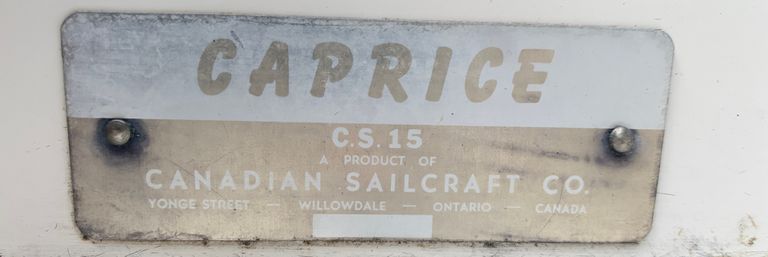 CAPRICE
C.S. 15
A PRODUCT OF
CANADIAN SAILCRAFT CO.
YONGE STREET — WILLOWDALE — ONTARIO — CANADA